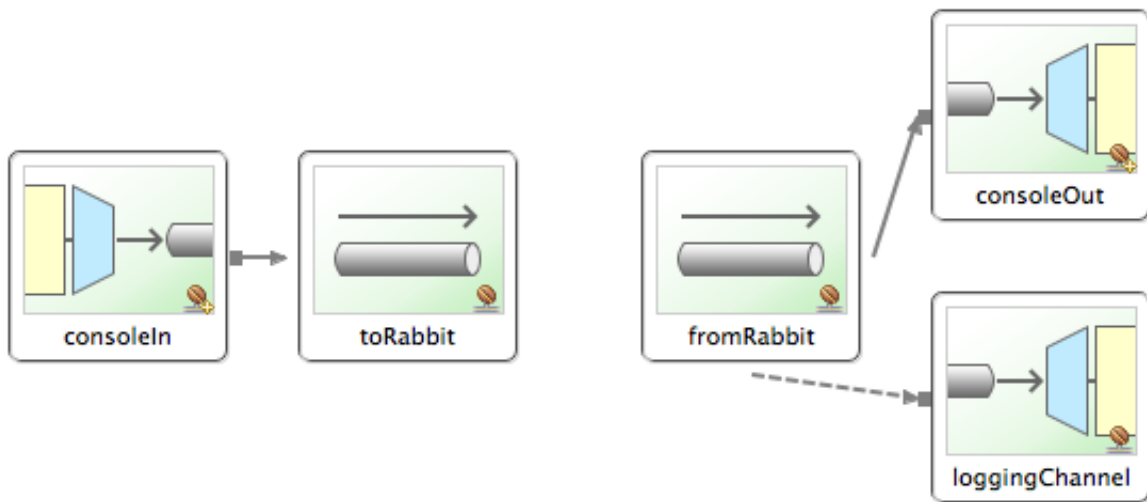 consoleIn
toRabbit
fromRabbit
consoleOut
loggingChannel